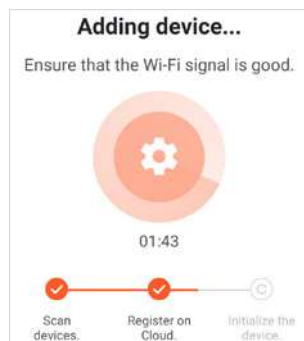 Adding device...
Ensure that the Wi-Fi signal is good.
01:43
Scan
devices.
Register on
Cloud.
Initialize the
device.